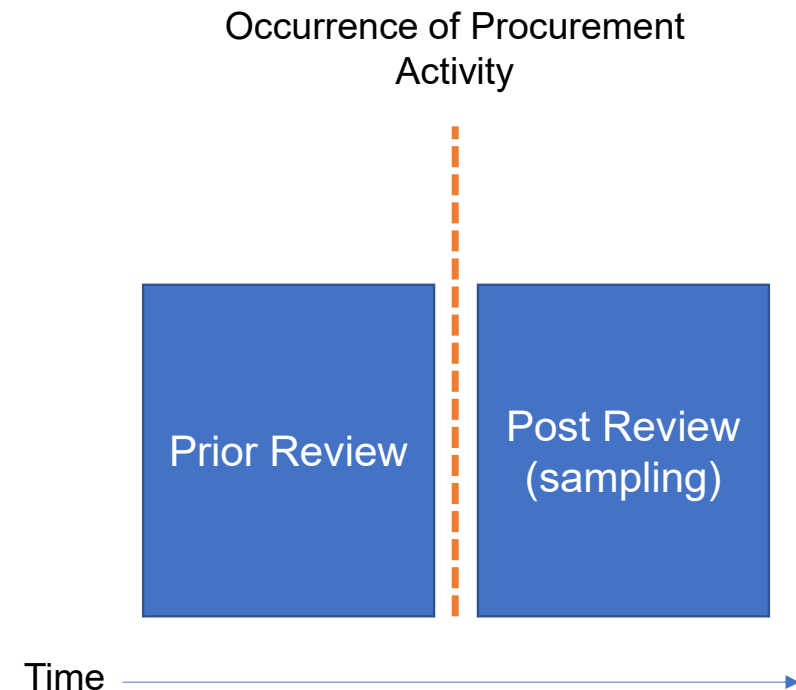 Occurrence of Procurement
Activity
Prior Review
Post Review
(sampling)
Time